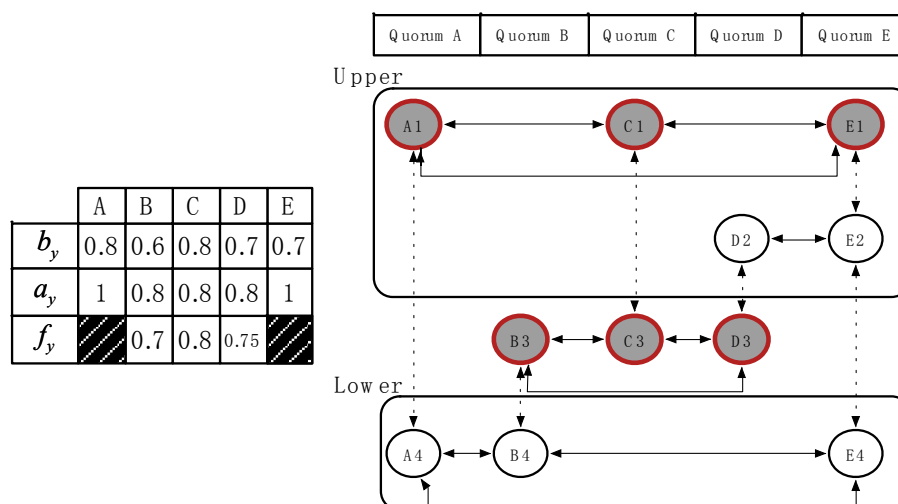 Quorum A Quorum B Quorum C Quorum D Quorum E
Upper
A1 C1 E1
A B C D E
b_y 0.8 0.6 0.8 0.7 0.7
D2 E2
a_y 1 0.8 0.8 0.8 1
f_y 0.7 0.8 0.75
B3 C3 D3
Lower
A4 B4 E4